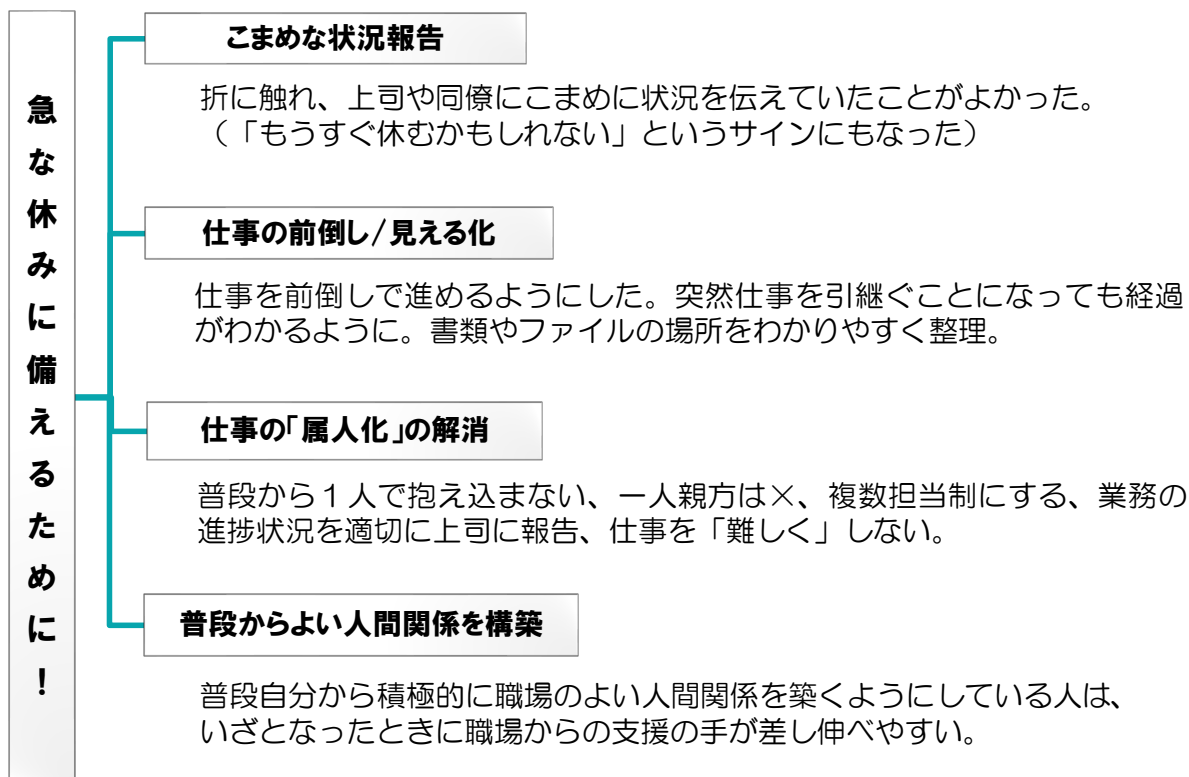 急な休みに備えるために!
こまめな状況報告
折に触れ、上司や同僚にこまめに状況を伝えていたことがよかった。
(「もうすぐ休むかもしれない」というサインにもなった)
仕事の前倒し/見える化
仕事を前倒しで進めるようにした。突然仕事を引継ぐことになっても経過
がわかるように。書類やファイルの場所をわかりやすく整理。
仕事の「属人化」の解消
普段から1人で抱え込まない、一人親方は×、複数担当制にする、業務の
進捗状況を適切に上司に報告、仕事を「難しく」しない。
普段からよい人間関係を構築
普段自分から積極的に職場のよい人間関係を築くようにしている人は、
いざとなったときに職場からの支援の手が差し伸べやすい。